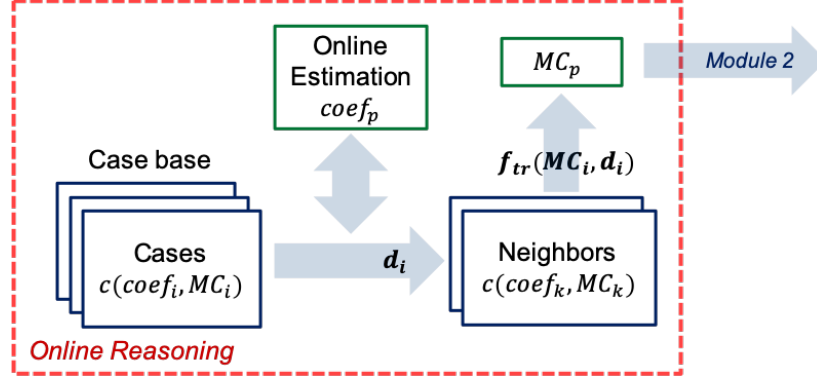 Online
Estimation
coef_p
MC_p
Module 2
Case base
f_tr(MC_i, d_i)
Cases
c(coef_i, MC_i)
d_i
Neighbors
c(coef_k, MC_k)
Online Reasoning